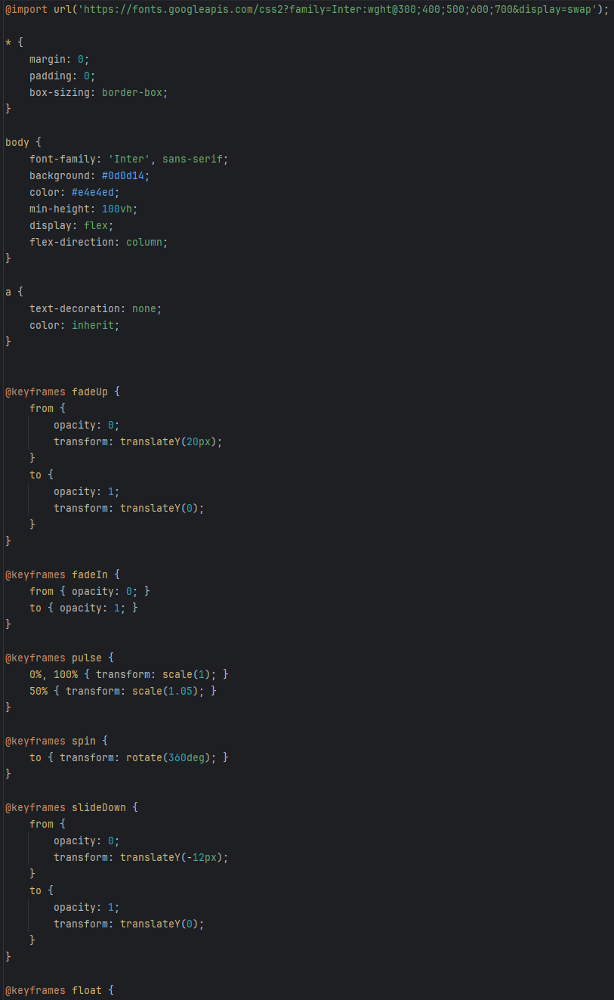 @import url('https://fonts.googleapis.com/css2?family=Inter:wght@300;400;500;600;700&display=swap');

* {
    margin: 0;
    padding: 0;
    box-sizing: border-box;
}

body {
    font-family: 'Inter', sans-serif;
    background: #0d0d14;
    color: #e4e4ed;
    min-height: 100vh;
    display: flex;
    flex-direction: column;
}

a {
    text-decoration: none;
    color: inherit;
}


@keyframes fadeUp {
    from {
        opacity: 0;
        transform: translateY(20px);
    }
    to {
        opacity: 1;
        transform: translateY(0);
    }
}

@keyframes fadeIn {
    from { opacity: 0; }
    to { opacity: 1; }
}

@keyframes pulse {
    0%, 100% { transform: scale(1); }
    50% { transform: scale(1.05); }
}

@keyframes spin {
    to { transform: rotate(360deg); }
}

@keyframes slideDown {
    from {
        opacity: 0;
        transform: translateY(-12px);
    }
    to {
        opacity: 1;
        transform: translateY(0);
    }
}

@keyframes float {